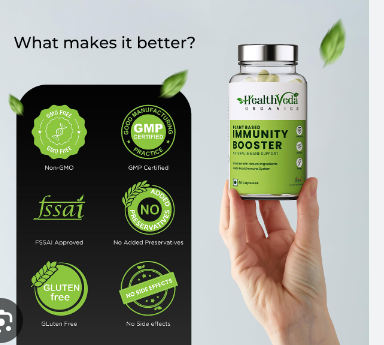 What makes it better?
GMO FREE
GMO FREE
Non-GMO
GOOD MANUFACTURING
GMP
CERTIFIED
PRACTICE
GMP Certified
fssai
FSSAI Approved
NO
ADDED
PRESERVATIVES
No Added Preservatives
GLUTEN
free
GLuten Free
NO SIDE EFFECTS
No Side effects
HealthVeda
ORGANICS
PLANT BASED
IMMUNITY
BOOSTER